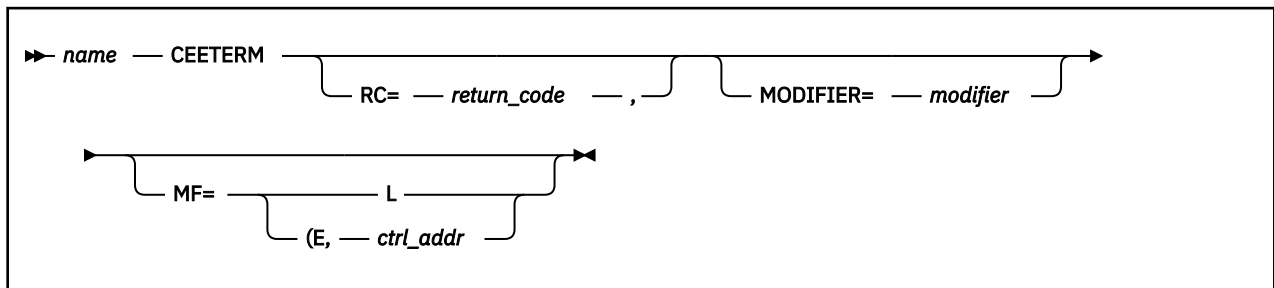 name CEETERM
RC= return_code , MODIFIER= modifier
MF= L
(E, ctrl_addr